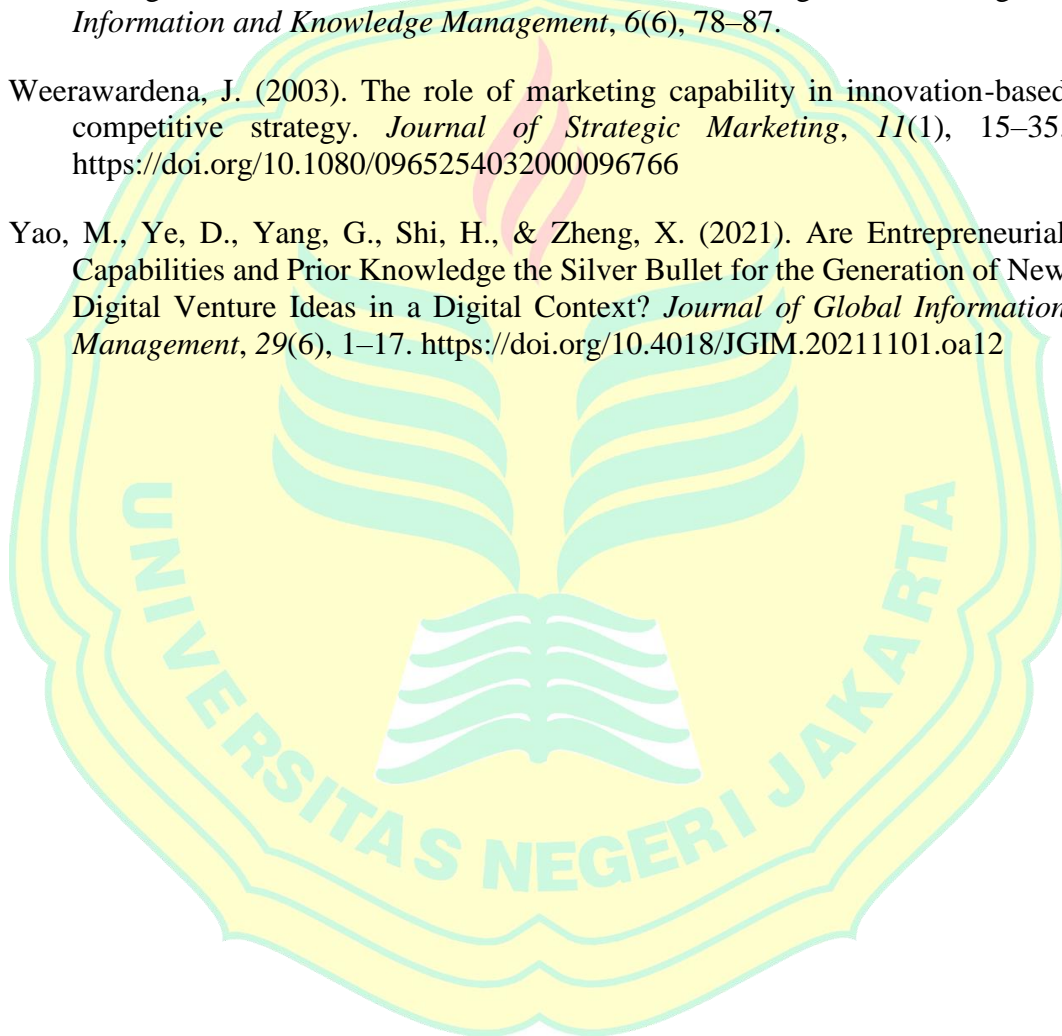 Information and Knowledge Management, 6(6), 78–87.
Weerawardena, J. (2003). The role of marketing capability in innovation-based
competitive strategy. Journal of Strategic Marketing, 11(1), 15–35.
https://doi.org/10.1080/0965254032000096766
Yao, M., Ye, D., Yang, G., Shi, H., & Zheng, X. (2021). Are Entrepreneurial
Capabilities and Prior Knowledge the Silver Bullet for the Generation of New
Digital Venture Ideas in a Digital Context? Journal of Global Information
Management, 29(6), 1–17. https://doi.org/10.4018/JGIM.20211101.oa12
UNIVERSITAS NEGERI JAKARTA